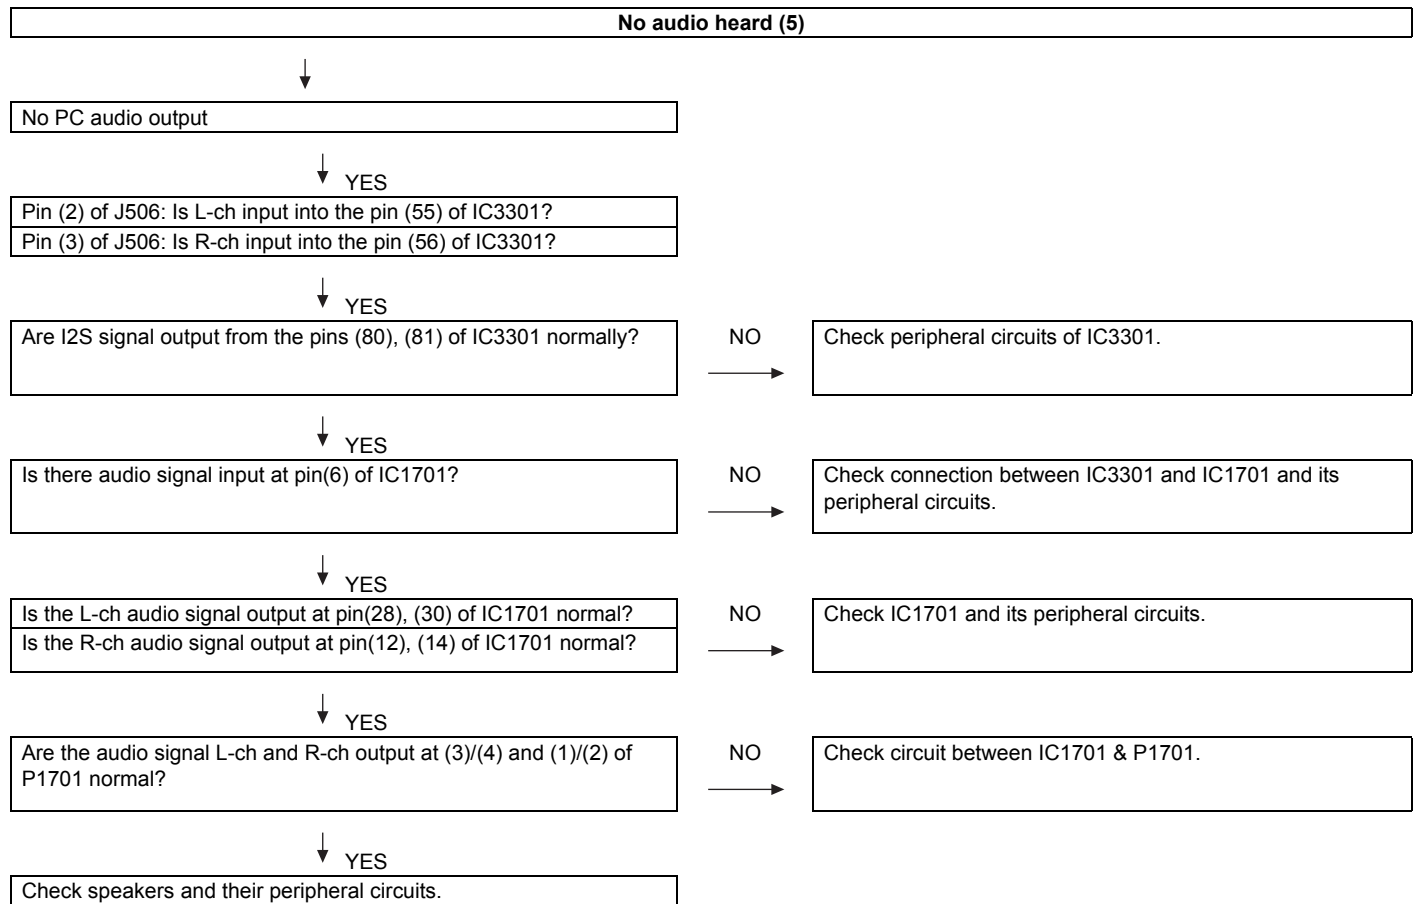 No audio heard (5)
No PC audio output
YES
Pin (2) of J506: Is L-ch input into the pin (55) of IC3301?
Pin (3) of J506: Is R-ch input into the pin (56) of IC3301?
YES
Are I2S signal output from the pins (80), (81) of IC3301 normally?
NO
Check peripheral circuits of IC3301.
YES
Is there audio signal input at pin(6) of IC1701?
NO
Check connection between IC3301 and IC1701 and its
peripheral circuits.
YES
Is the L-ch audio signal output at pin(28), (30) of IC1701 normal?
Is the R-ch audio signal output at pin(12), (14) of IC1701 normal?
NO
Check IC1701 and its peripheral circuits.
YES
Are the audio signal L-ch and R-ch output at (3)/(4) and (1)/(2) of
P1701 normal?
NO
Check circuit between IC1701 & P1701.
YES
Check speakers and their peripheral circuits.